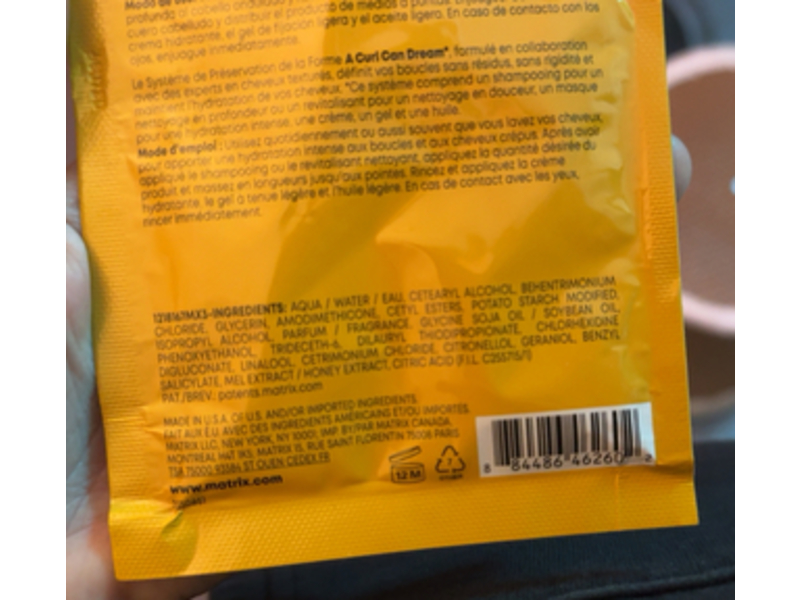 profunda al cabello ondulado y
cuero cabelludo y distribuir el producto de medios a puntas.
crema hidratante, el gel de fijación ligera y el aceite ligero. En caso de contacto con los
ojos, enjuague inmediatamente.
Le Système de Préservation de la Forme A Curl Can Dream*, formulé en collaboration
avec des experts en cheveux texturés, définit vos boucles sans résidus, sans rigidité et
maintient l'hydratation de vos cheveux. *Ce système comprend un shampooing pour un
nettoyage en profondeur ou un revitalisant pour un nettoyage en douceur, un masque
pour une hydratation intense, une crème, un gel et une huile.
Mode d'emploi : Utilisez quotidiennement ou aussi souvent que vous lavez vos cheveux,
pour apporter une hydratation intense aux boucles et aux cheveux crépus. Après avoir
appliqué le shampooing ou le revitalisant nettoyant, appliquez la quantité désirée du
produit et massez en longueurs jusqu'aux pointes. Rincez et appliquez la crème
hydratante, le gel à tenue légère et l'huile légère. En cas de contact avec les yeux,
rincer immédiatement.
INGREDIENTS: AQUA / WATER / EAU, CETEARYL ALCOHOL, BEHENTRIMONIUM
CHLORIDE, GLYCERIN, AMODIMETHICONE, CETYL ESTERS, POTATO STARCH MODIFIED,
ISOPROPYL ALCOHOL, PARFUM / FRAGRANCE, GLYCINE SOJA OIL / SOYBEAN OIL,
PHENOXYETHANOL, TRIDECETH-6, DILAURYL THIODIPROPIONATE, CHLORHEXIDINE
DIGLUCONATE, LINALOOL, CETRIMONIUM CHLORIDE, CITRONELLOL, GERANIOL, BENZYL
SALICYLATE, MEL EXTRACT / HONEY EXTRACT, CITRIC ACID (F.I.L. C255715/1)
PAT./BREV.: patents.matrix.com
MADE IN U.S.A. OF U.S. AND/OR IMPORTED INGREDIENTS.
FAIT AUX É.U AVEC DES INGRÉDIENTS AMÉRICAINS ET/OU IMPORTÉS.
MATRIX LLC, NEW YORK, NY 10001, IMP. BY/PAR MATRIX CANADA,
MONTREAL HAT 1K5, MATRIX 15, RUE SAINT FLORENTIN 75008 PARIS
TSA 75000 93584 ST OUEN CEDEX FR
www.matrix.com
12 M
7
8 84486 46260 2